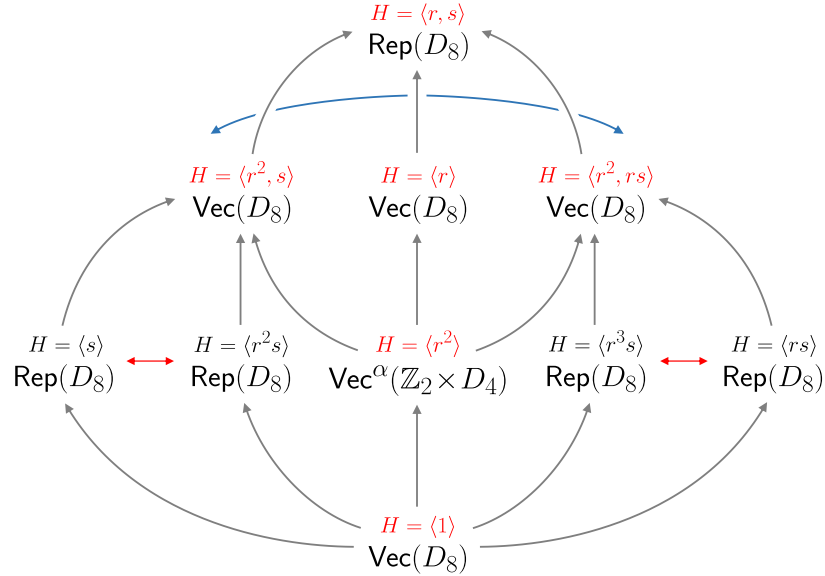 H = ⟨r, s⟩
Rep(D₈)
H = ⟨r², s⟩
Vec(D₈)
H = ⟨r⟩
Vec(D₈)
H = ⟨r², rs⟩
Vec(D₈)
H = ⟨s⟩
Rep(D₈)
H = ⟨r²s⟩
Rep(D₈)
H = ⟨r²⟩
Vecᵅ(ℤ₂ × D₄)
H = ⟨r³s⟩
Rep(D₈)
H = ⟨rs⟩
Rep(D₈)
H = ⟨1⟩
Vec(D₈)